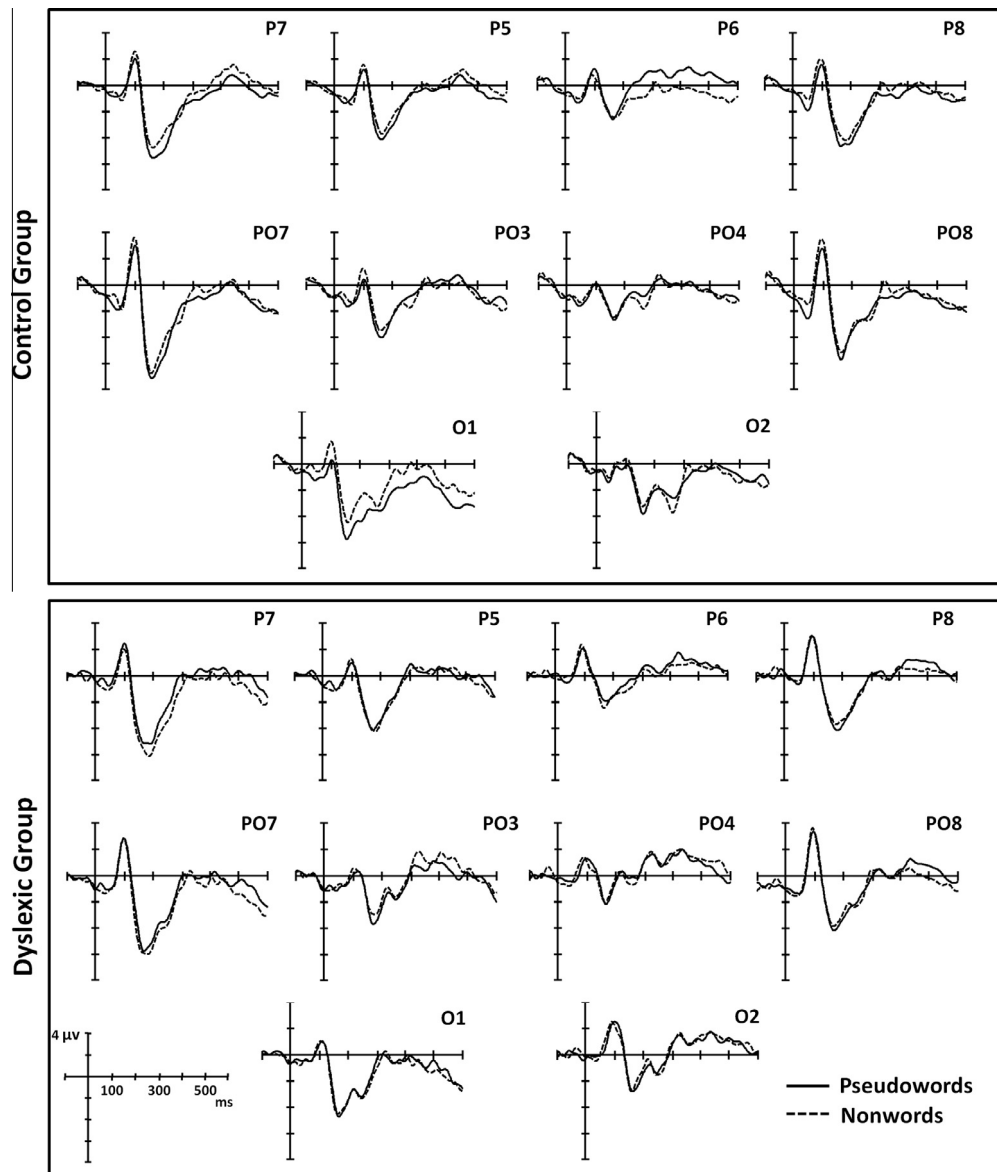 Control Group
P7
P5
P6
P8
PO7
PO3
PO4
PO8
O1
O2
Dyslexic Group
P7
P5
P6
P8
PO7
PO3
PO4
PO8
O1
O2
4 μv
100 300 500
ms
Pseudowords
Nonwords